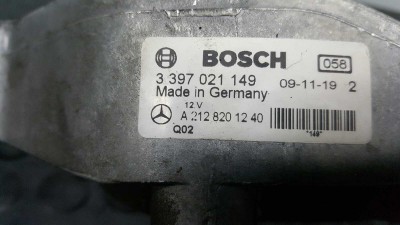 BOSCH 058
3 397 021 149 09-11-19 2
Made in Germany
12 V
A 212 820 12 40
Q02 "149"